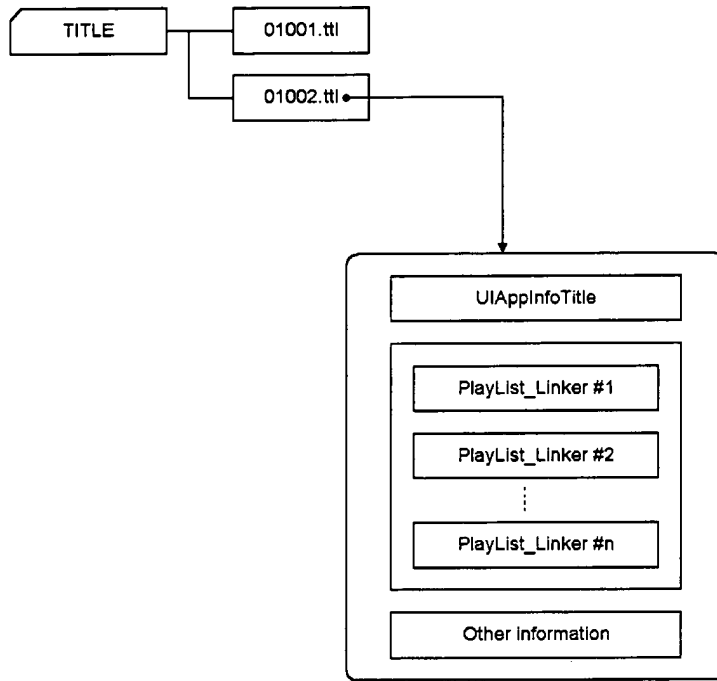 TITLE
01001.ttl
01002.ttl
UIAppInfoTitle
PlayList_Linker #1
PlayList_Linker #2
PlayList_Linker #n
Other information